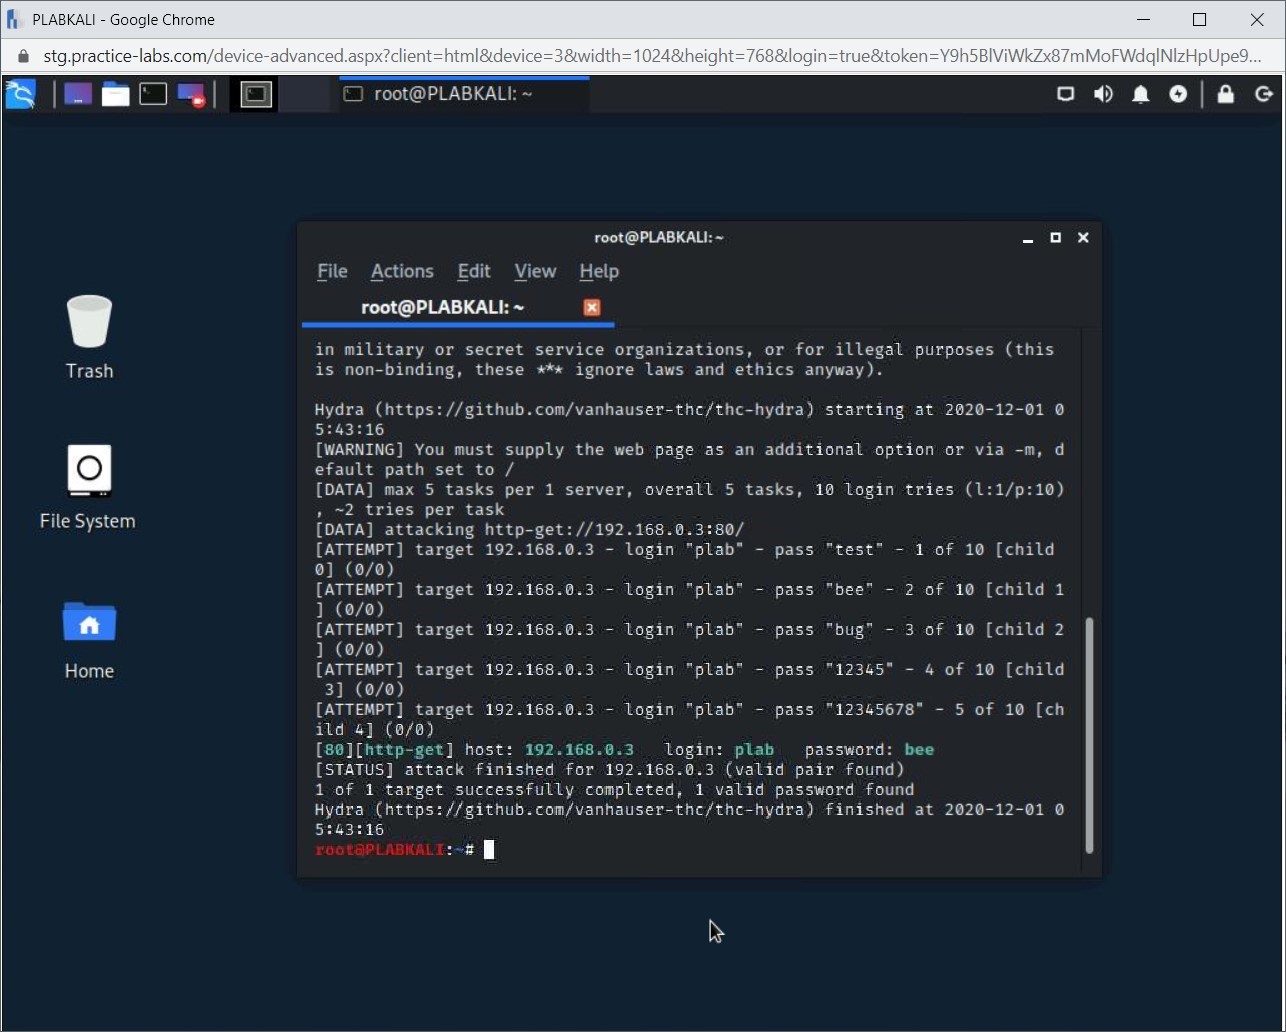 PLABKALI - Google Chrome
stg.practice-labs.com/device-advanced.aspx?client=html&device=3&width=1024&height=768&login=true&token=Y9h5BlViWkZx87mMoFWdqlNlzHpUpe9...
root@PLABKALI: ~
root@PLABKALI:~
File Actions Edit View Help
root@PLABKALI: ~
in military or secret service organizations, or for illegal purposes (this
is non-binding, these *** ignore laws and ethics anyway).
Hydra (https://github.com/vanhauser-thc/thc-hydra) starting at 2020-12-01 0
5:43:16
[WARNING] You must supply the web page as an additional option or via -m, d
efault path set to /
[DATA] max 5 tasks per 1 server, overall 5 tasks, 10 login tries (l:1/p:10)
, ~2 tries per task
[DATA] attacking http-get://192.168.0.3:80/
[ATTEMPT] target 192.168.0.3 - login "plab" - pass "test" - 1 of 10 [child
0] (0/0)
[ATTEMPT] target 192.168.0.3 - login "plab" - pass "bee" - 2 of 10 [child 1
] (0/0)
[ATTEMPT] target 192.168.0.3 - login "plab" - pass "bug" - 3 of 10 [child 2
] (0/0)
[ATTEMPT] target 192.168.0.3 - login "plab" - pass "12345" - 4 of 10 [child
3] (0/0)
[ATTEMPT] target 192.168.0.3 - login "plab" - pass "12345678" - 5 of 10 [ch
ild 4] (0/0)
[80][http-get] host: 192.168.0.3 login: plab password: bee
[STATUS] attack finished for 192.168.0.3 (valid pair found)
1 of 1 target successfully completed, 1 valid password found
Hydra (https://github.com/vanhauser-thc/thc-hydra) finished at 2020-12-01 0
5:43:16
root@PLABKALI:~#
Trash
File System
Home